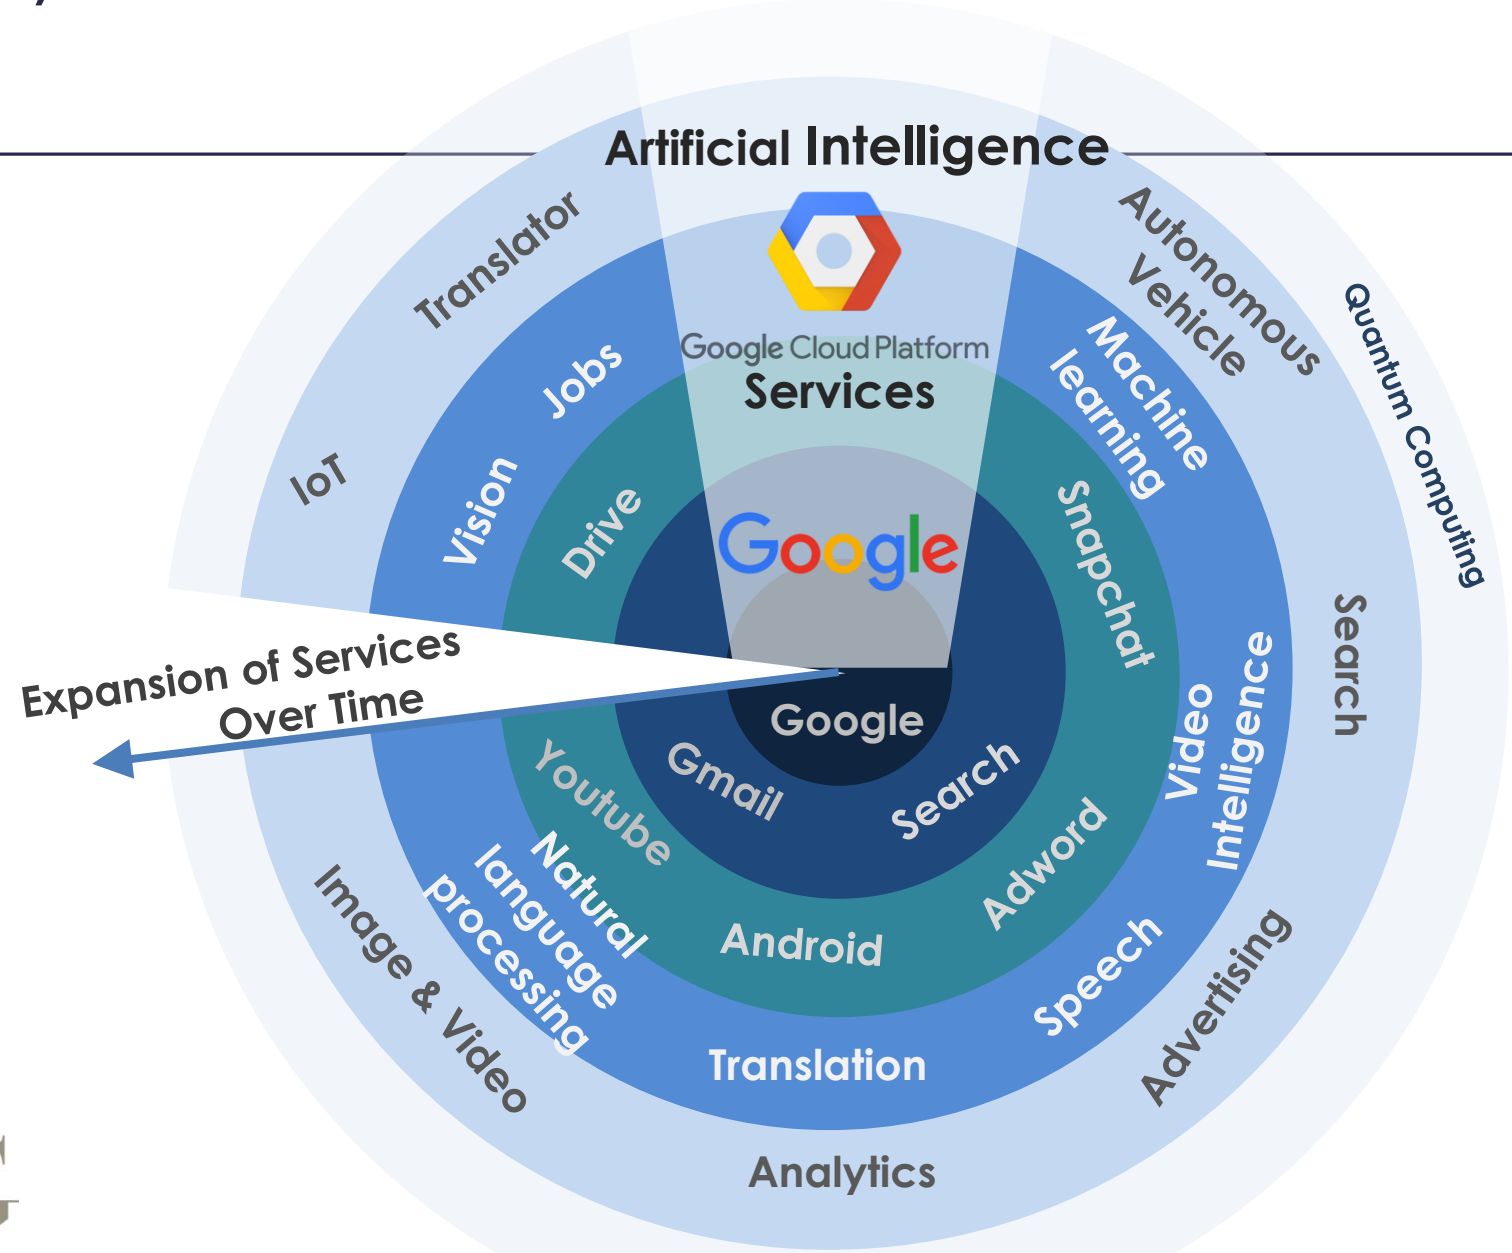 Artificial Intelligence
Google Cloud Platform
Services
Google
Google
Gmail
Search
Drive
Youtube
Android
Adword
Snapchat
Jobs
Vision
Natural
language
processing
Translation
Speech
Video
Intelligence
Machine
learning
Translator
IoT
Image & Video
Analytics
Advertising
Search
Autonomous
Vehicle
Quantum Computing
Expansion of Services
Over Time